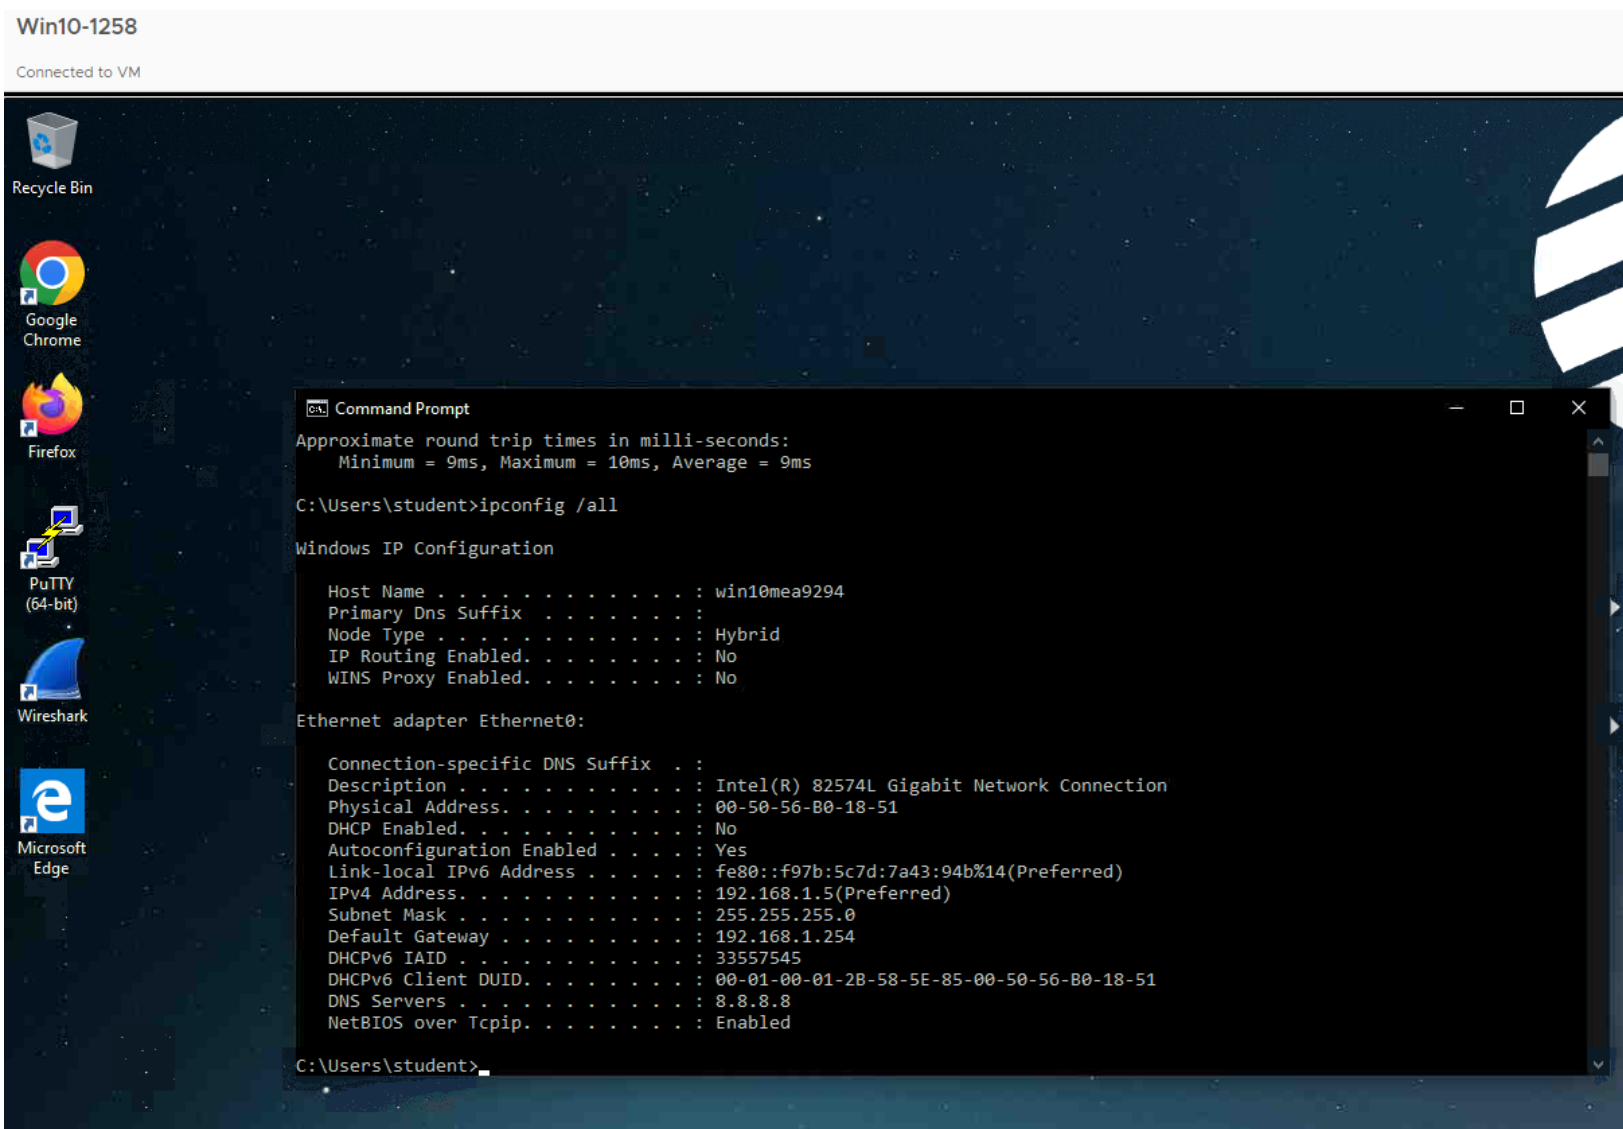 Win10-1258
Connected to VM
Recycle Bin
Google
Chrome
Firefox
PuTTY
(64-bit)
Wireshark
Microsoft
Edge
Command Prompt
Approximate round trip times in milli-seconds:
    Minimum = 9ms, Maximum = 10ms, Average = 9ms
C:\Users\student>ipconfig /all
Windows IP Configuration
   Host Name . . . . . . . . . . . . : win10mea9294
   Primary Dns Suffix  . . . . . . . :
   Node Type . . . . . . . . . . . . : Hybrid
   IP Routing Enabled. . . . . . . . : No
   WINS Proxy Enabled. . . . . . . . : No
Ethernet adapter Ethernet0:
   Connection-specific DNS Suffix  . :
   Description . . . . . . . . . . . : Intel(R) 82574L Gigabit Network Connection
   Physical Address. . . . . . . . . : 00-50-56-B0-18-51
   DHCP Enabled. . . . . . . . . . . : No
   Autoconfiguration Enabled . . . . : Yes
   Link-local IPv6 Address . . . . . : fe80::f97b:5c7d:7a43:94b%14(Preferred)
   IPv4 Address. . . . . . . . . . . : 192.168.1.5(Preferred)
   Subnet Mask . . . . . . . . . . . : 255.255.255.0
   Default Gateway . . . . . . . . . : 192.168.1.254
   DHCPv6 IAID . . . . . . . . . . . : 33557545
   DHCPv6 Client DUID. . . . . . . . : 00-01-00-01-2B-58-5E-85-00-50-56-B0-18-51
   DNS Servers . . . . . . . . . . . : 8.8.8.8
   NetBIOS over Tcpip. . . . . . . . : Enabled
C:\Users\student>